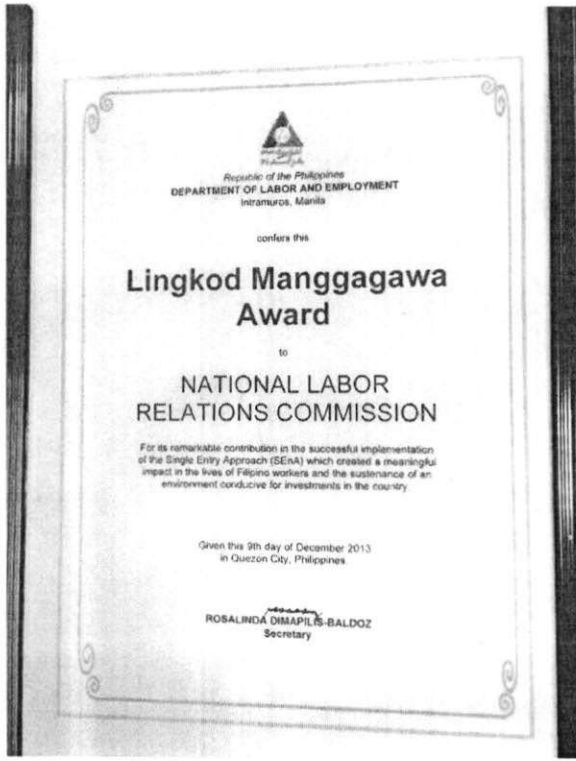 Republic of the Philippines
DEPARTMENT OF LABOR AND EMPLOYMENT
Intramuros, Manila
confers this
Lingkod Manggagawa
Award
to
NATIONAL LABOR
RELATIONS COMMISSION
For its remarkable contribution in the successful implementation
of the Single Entry Approach (SEnA) which created a meaningful
impact in the lives of Filipino workers and the sustenance of an
environment conducive for investments in the country
Given this 9th day of December 2013
in Quezon City, Philippines
ROSALINDA DIMAPILIS-BALDOZ
Secretary